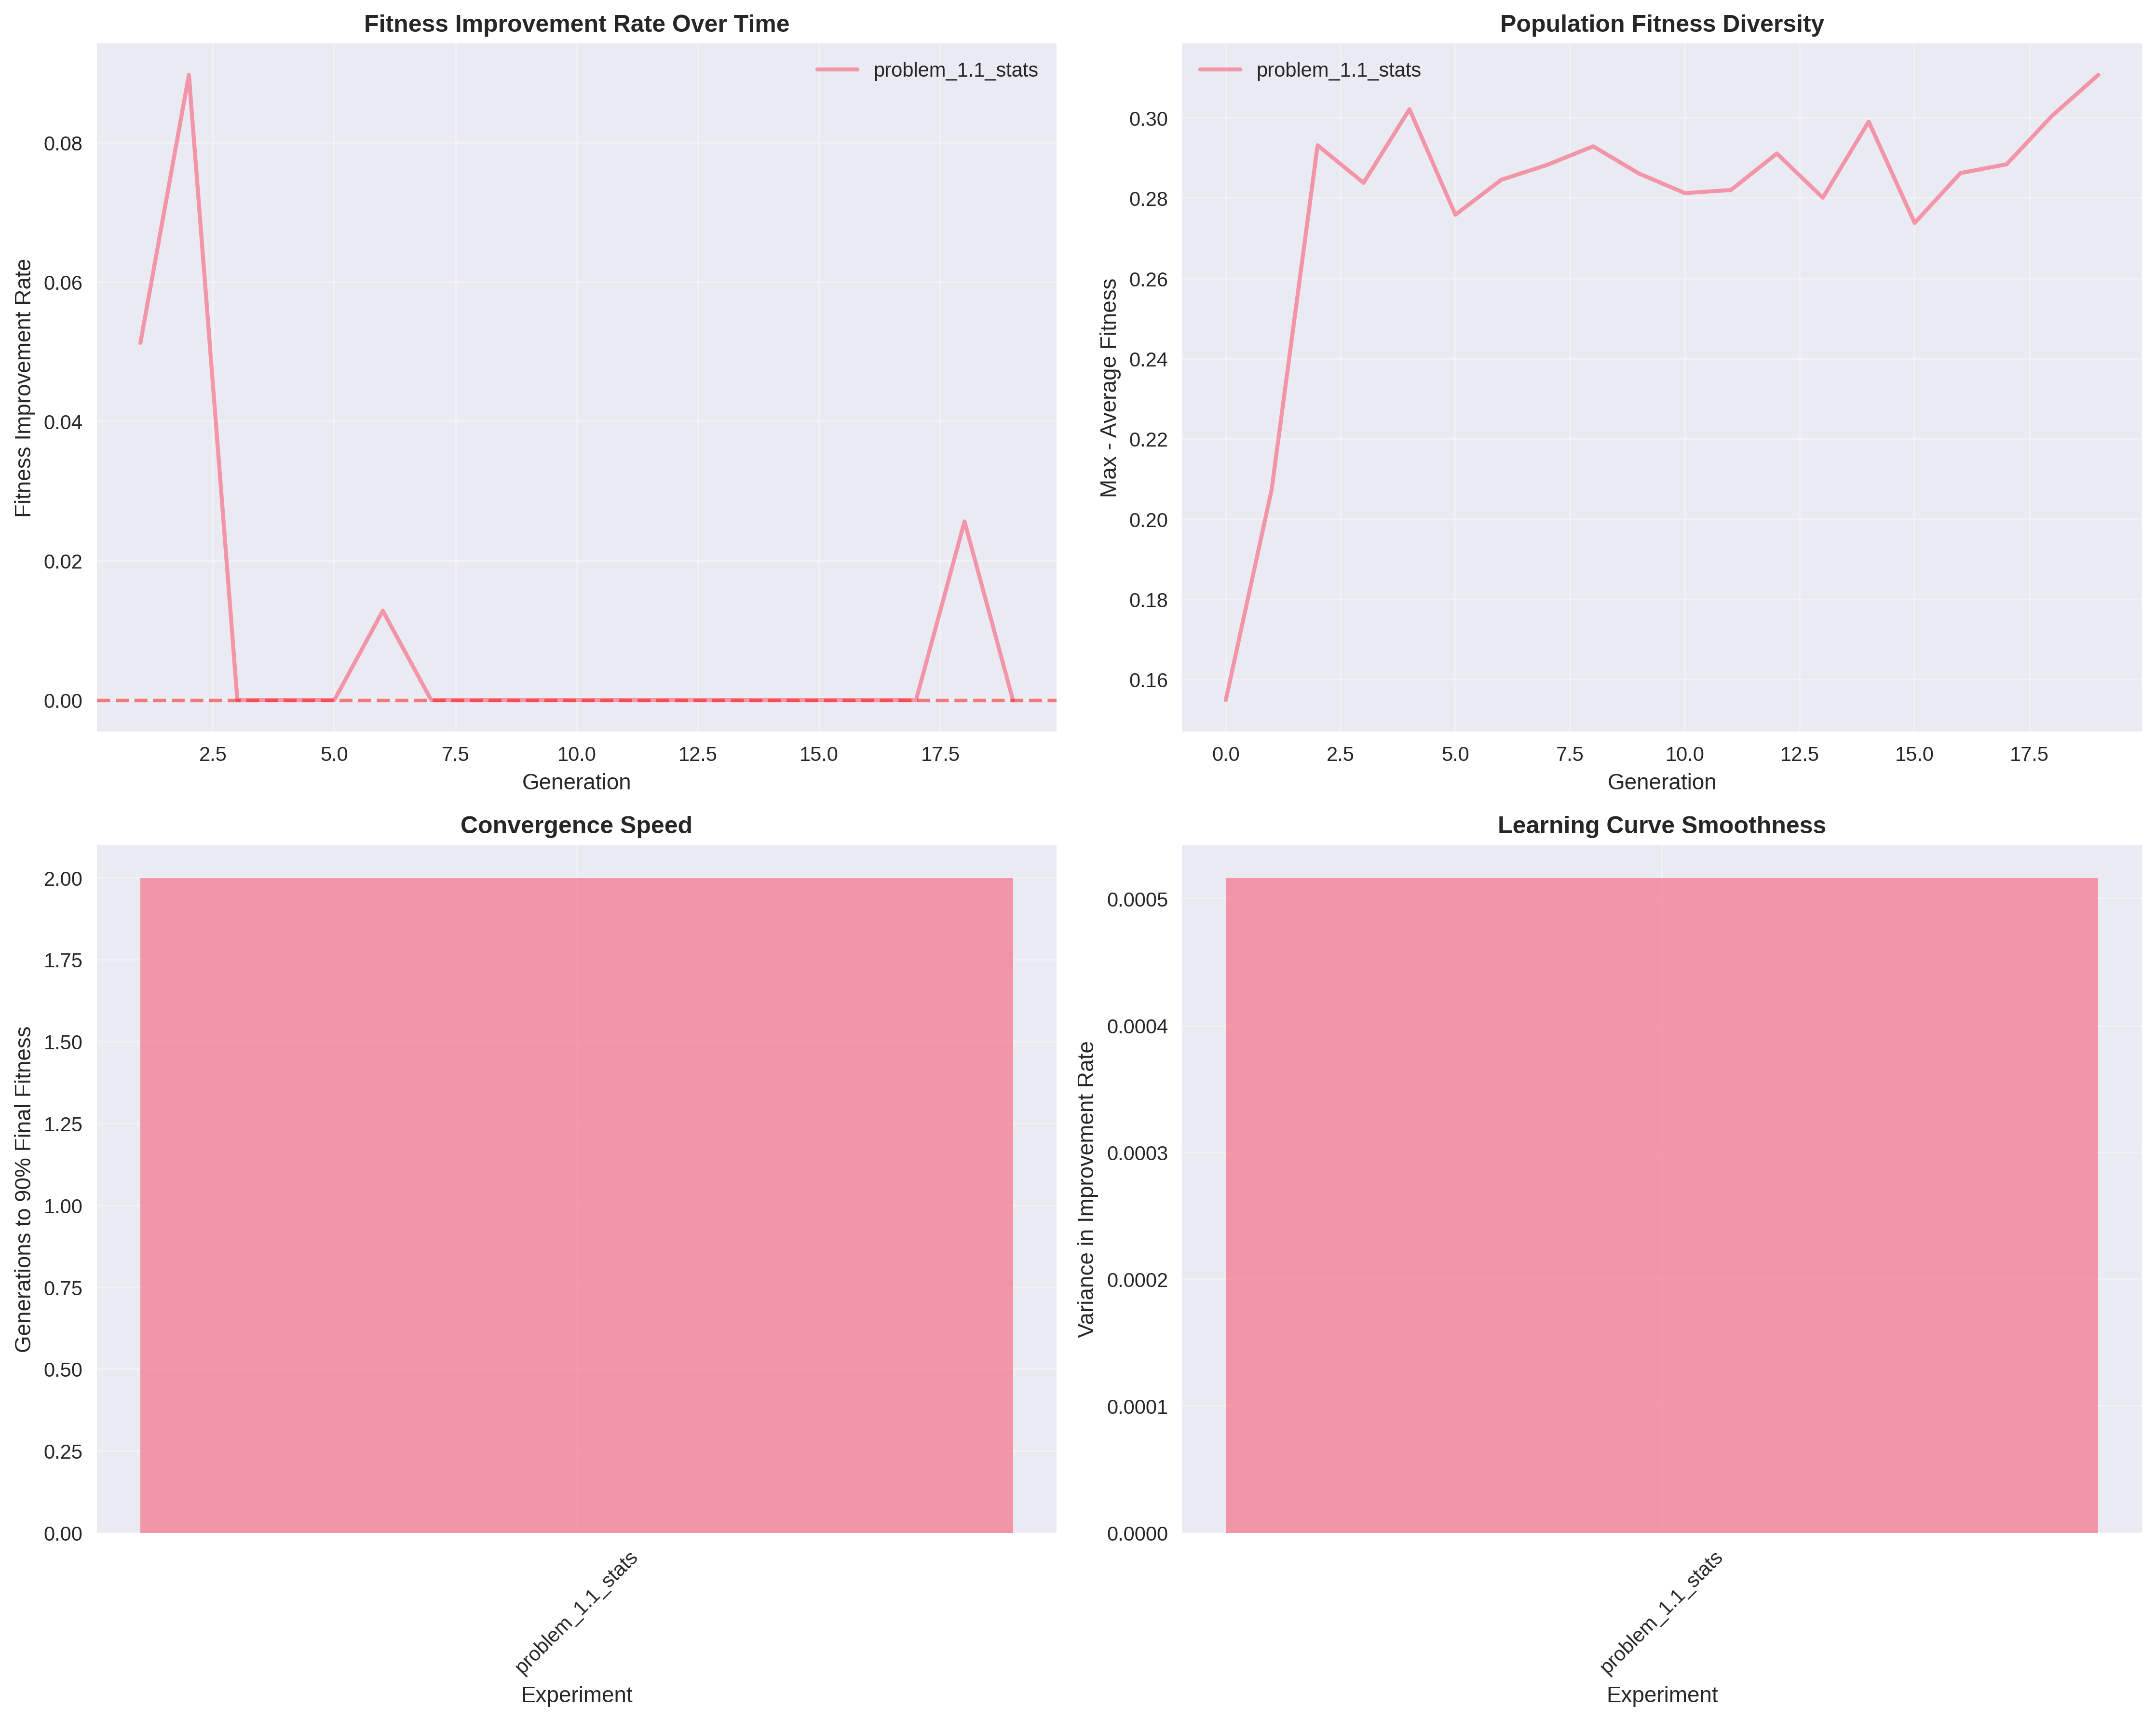 Fitness Improvement Rate Over Time
problem_1.1_stats
Fitness Improvement Rate
0.08
0.06
0.04
0.02
0.00
2.5 5.0 7.5 10.0 12.5 15.0 17.5
Generation
Population Fitness Diversity
problem_1.1_stats
Max - Average Fitness
0.30
0.28
0.26
0.24
0.22
0.20
0.18
0.16
0.0 2.5 5.0 7.5 10.0 12.5 15.0 17.5
Generation
Convergence Speed
Generations to 90% Final Fitness
2.00
1.75
1.50
1.25
1.00
0.75
0.50
0.25
0.00
problem_1.1_stats
Experiment
Learning Curve Smoothness
Variance in Improvement Rate
0.0005
0.0004
0.0003
0.0002
0.0001
0.0000
problem_1.1_stats
Experiment